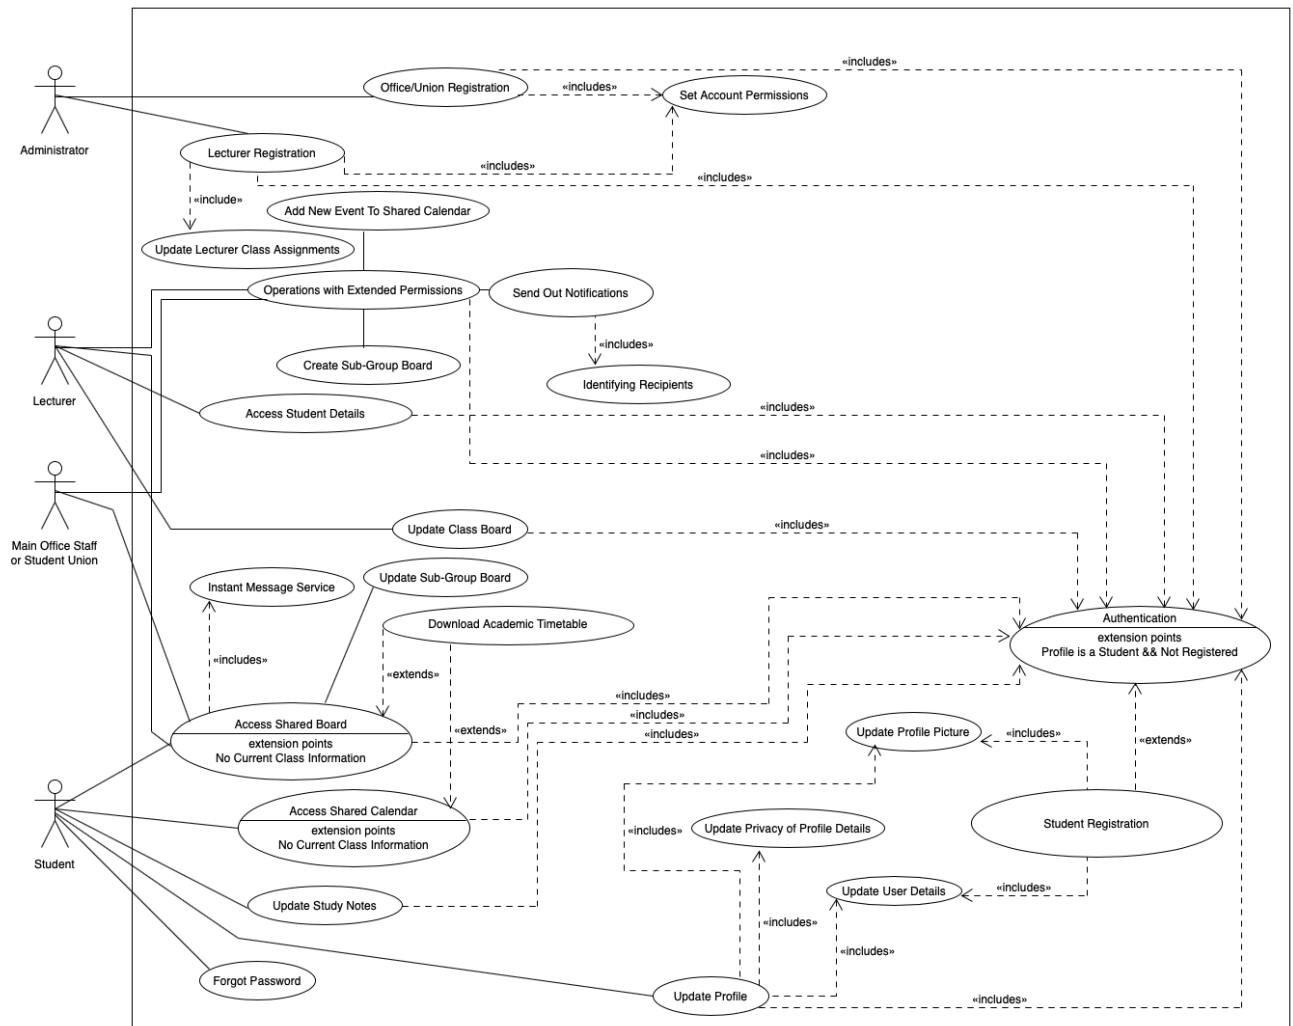 «includes»
Office/Union Registration
«includes»
Set Account Permissions
Administrator
Lecturer Registration
«includes»
«includes»
«include»
Add New Event To Shared Calendar
Update Lecturer Class Assignments
Operations with Extended Permissions
Send Out Notifications
«includes»
Create Sub-Group Board
Identifying Recipients
Lecturer
Access Student Details
«includes»
«includes»
Main Office Staff
or Student Union
Update Class Board
«includes»
Instant Message Service
Update Sub-Group Board
Download Academic Timetable
Authentication
extension points
Profile is a Student && Not Registered
«includes»
«extends»
«includes»
«includes»
«includes»
«extends»
Access Shared Board
extension points
No Current Class Information
Update Profile Picture
«includes»
«extends»
Access Shared Calendar
extension points
No Current Class Information
«includes»
Update Privacy of Profile Details
Student Registration
Student
Update Study Notes
Update User Details
«includes»
«includes»
«includes»
Forgot Password
Update Profile
«includes»